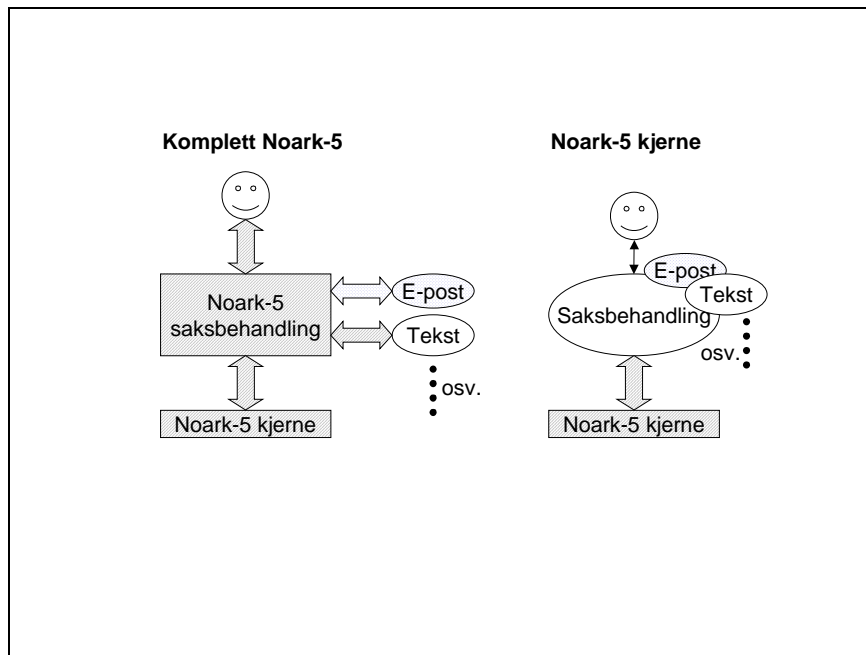 Komplett Noark-5
Noark-5
saksbehandling
E-post
Tekst
osv.
Noark-5 kjerne
Noark-5 kjerne
E-post
Tekst
Saksbehandling
osv.
Noark-5 kjerne